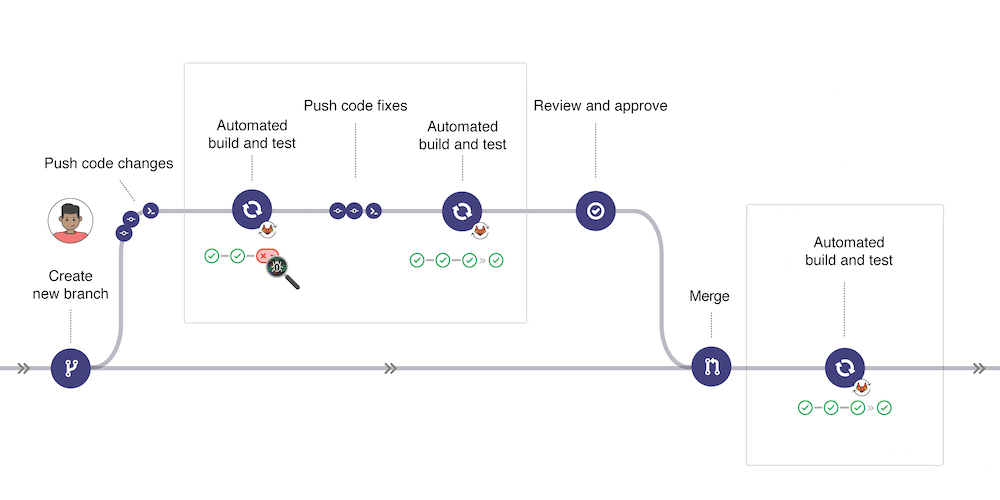 Push code changes
Create
new branch
Automated
build and test
Push code fixes
Automated
build and test
Review and approve
Merge
Automated
build and test